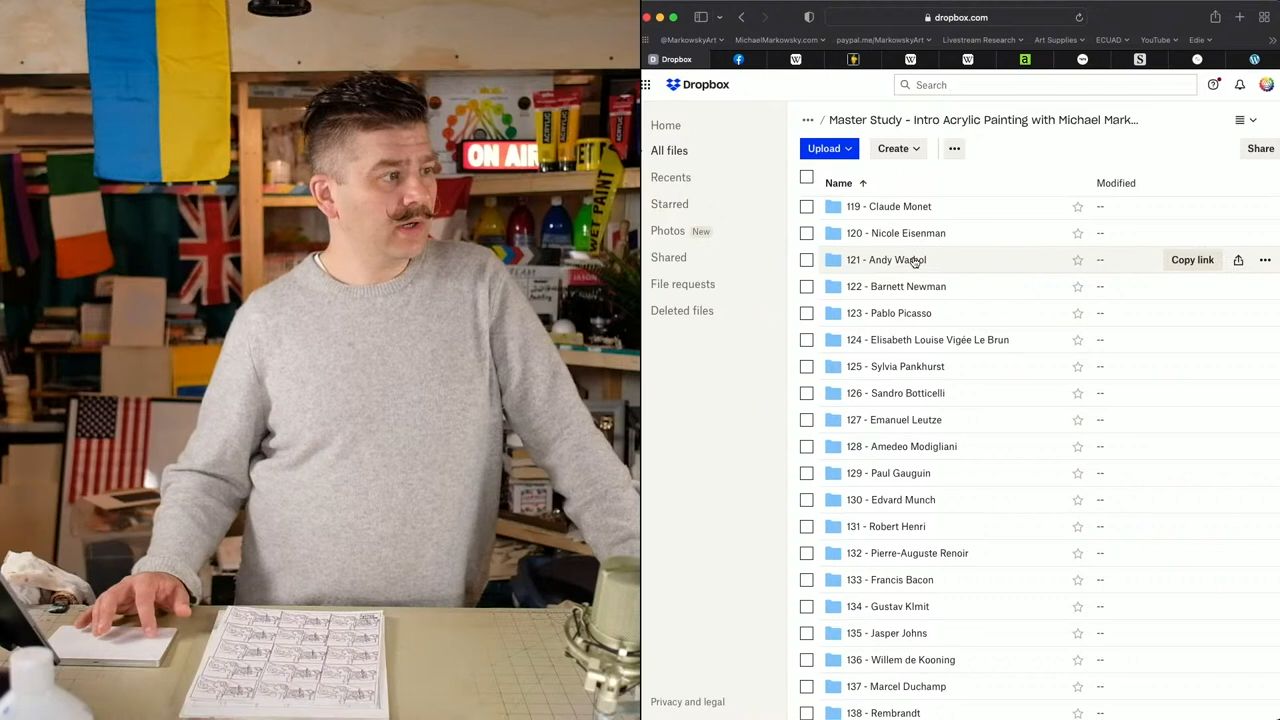 ON AIR
WET PAINT
dropbox.com
@MarkowskyArt
MichaelMarkowsky.com
paypal.me/MarkowskyArt
Livestream Research
Art Supplies
ECUAD
YouTube
Edie
Dropbox
Dropbox
Search
Home
All files
Recents
Starred
Photos New
Shared
File requests
Deleted files
Privacy and legal
... / Master Study - Intro Acrylic Painting with Michael Mark...
Upload
Create
Share
Name
Modified
119 - Claude Monet --
120 - Nicole Eisenman --
121 - Andy Warhol -- Copy link
122 - Barnett Newman --
123 - Pablo Picasso --
124 - Elisabeth Louise Vigée Le Brun --
125 - Sylvia Pankhurst --
126 - Sandro Botticelli --
127 - Emanuel Leutze --
128 - Amedeo Modigliani --
129 - Paul Gauguin --
130 - Edvard Munch --
131 - Robert Henri --
132 - Pierre-Auguste Renoir --
133 - Francis Bacon --
134 - Gustav Klmit --
135 - Jasper Johns --
136 - Willem de Kooning --
137 - Marcel Duchamp --
138 - Rembrandt --